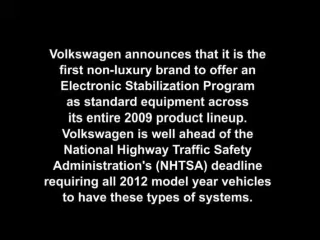 Volkswagen announces that it is the
first non-luxury brand to offer an
Electronic Stabilization Program
as standard equipment across
its entire 2009 product lineup.
Volkswagen is well ahead of the
National Highway Traffic Safety
Administration's (NHTSA) deadline
requiring all 2012 model year vehicles
to have these types of systems.